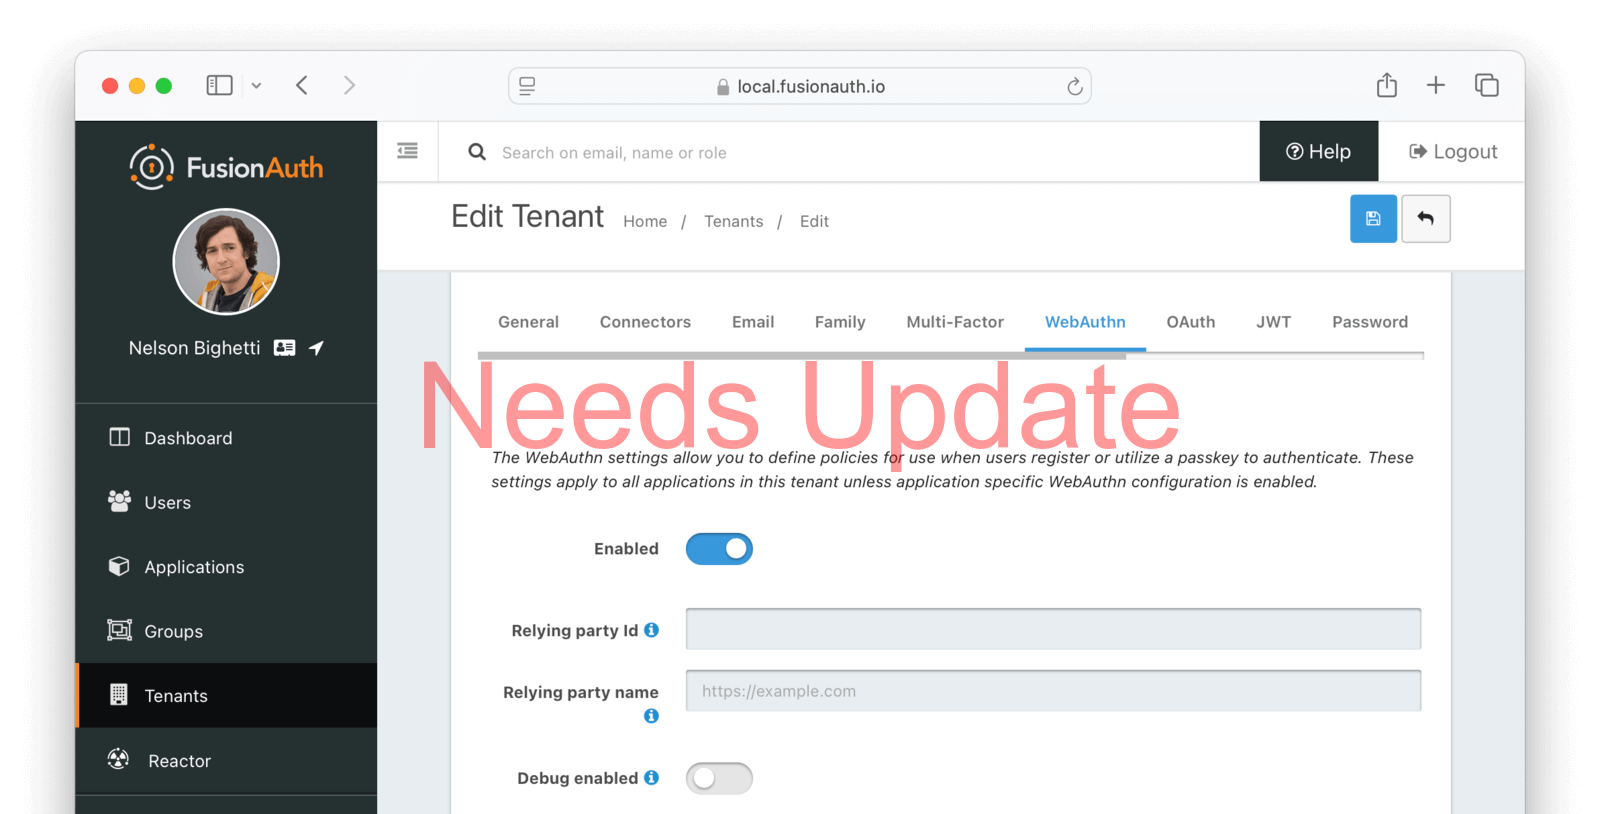 local.fusionauth.io
FusionAuth
Search on email, name or role
Help
Logout
Edit Tenant
Home / Tenants / Edit
Nelson Bighetti
General Connectors Email Family Multi-Factor WebAuthn OAuth JWT Password
Needs Update
The WebAuthn settings allow you to define policies for use when users register or utilize a passkey to authenticate. These
settings apply to all applications in this tenant unless application specific WebAuthn configuration is enabled.
Dashboard
Users
Applications
Groups
Tenants
Reactor
Enabled
Relying party Id
Relying party name
https://example.com
Debug enabled